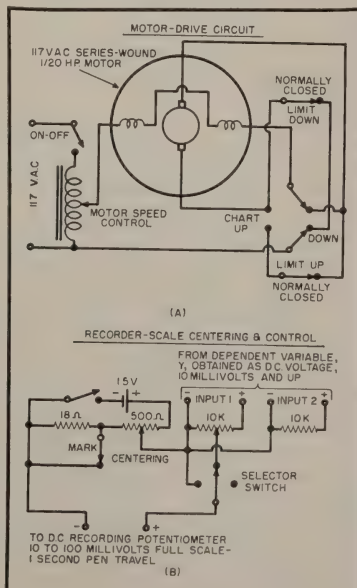 MOTOR-DRIVE CIRCUIT
117 VAC SERIES-WOUND
1/20 HP MOTOR
NORMALLY
CLOSED
LIMIT
DOWN
ON-OFF
117 V.A.C.
MOTOR SPEED
CONTROL
CHART
UP
DOWN
LIMIT UP
NORMALLY
CLOSED
(A)
RECORDER-SCALE CENTERING & CONTROL
FROM DEPENDENT VARIABLE,
Y, OBTAINED AS D.C. VOLTAGE,
10 MILLIVOLTS AND UP
1.5V
- +
18Ω
500Ω
MARK
CENTERING
- INPUT 1 +
10K
- INPUT 2 +
10K
SELECTOR
SWITCH
- +
TO D.C. RECORDING POTENTIOMETER
10 TO 100 MILLIVOLTS FULL SCALE-
1 SECOND PEN TRAVEL
(B)